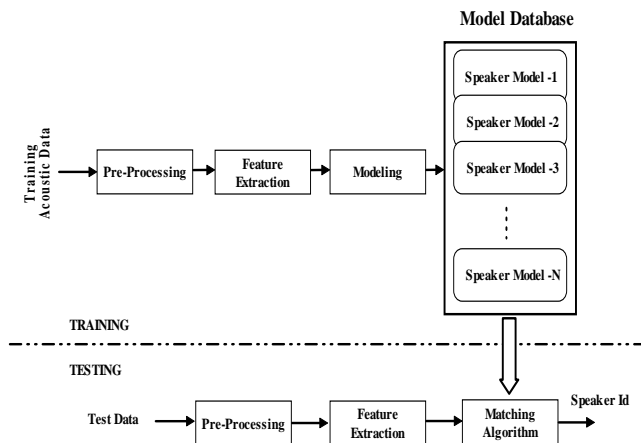 Model Database
Speaker Model -1
Speaker Model -2
Speaker Model -3
Speaker Model -N
Training
Acoustic Data
Pre-Processing
Feature
Extraction
Modeling
TRAINING
TESTING
Test Data
Pre-Processing
Feature
Extraction
Matching
Algorithm
Speaker Id